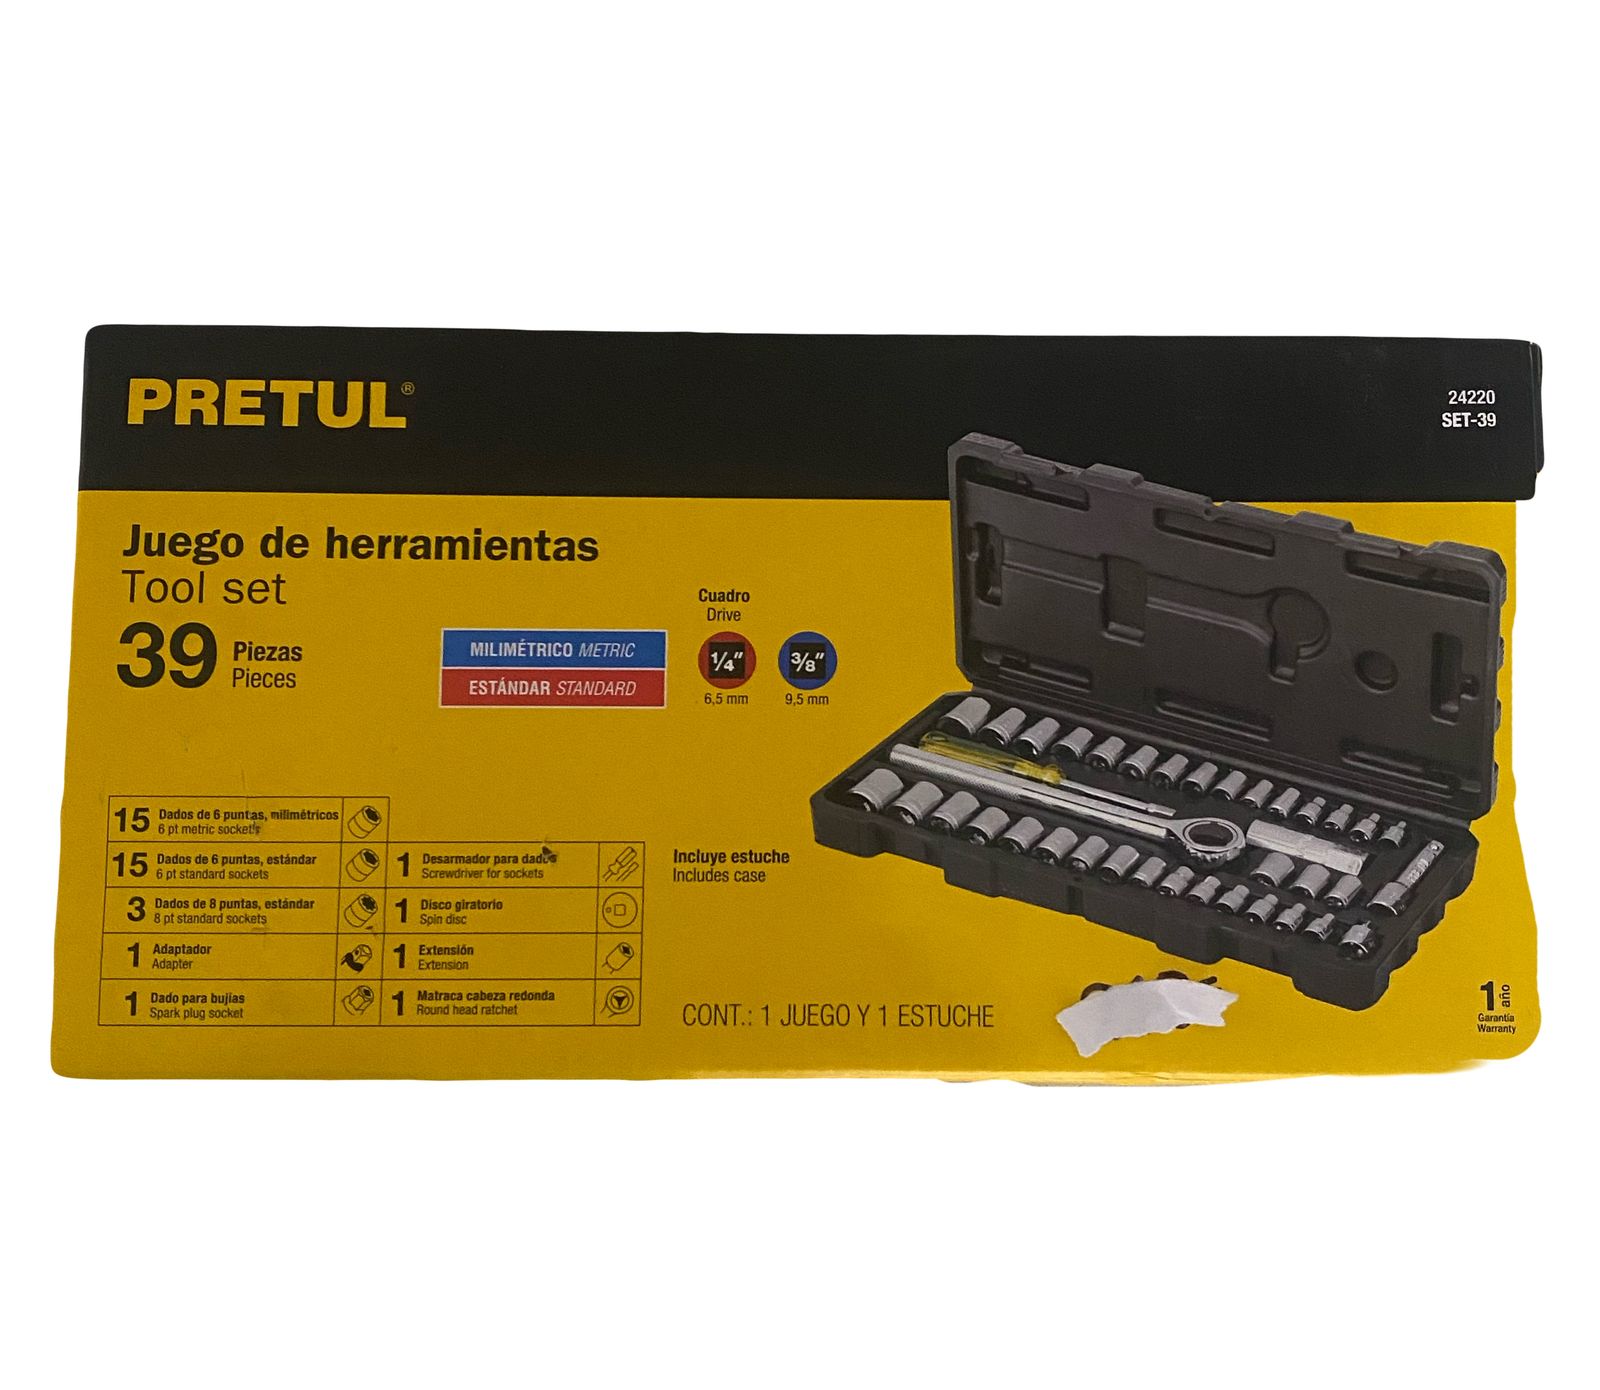 PRETUL®
24220
SET-39
Juego de herramientas
Tool set
39 Piezas
Pieces
MILIMÉTRICO METRIC
ESTÁNDAR STANDARD
Cuadro
Drive
1/4" 3/8"
6,5 mm 9,5 mm
15 Dados de 6 puntas, milimétricos
6 pt metric sockets
15 Dados de 6 puntas, estándar
6 pt standard sockets
3 Dados de 8 puntas, estándar
8 pt standard sockets
1 Adaptador
Adapter
1 Dado para bujías
Spark plug socket
1 Desarmador para dados
Screwdriver for sockets
1 Disco giratorio
Spin disc
1 Extensión
Extension
1 Matraca cabeza redonda
Round head ratchet
Incluye estuche
Includes case
CONT.: 1 JUEGO Y 1 ESTUCHE
1 año
Garantía
Warranty